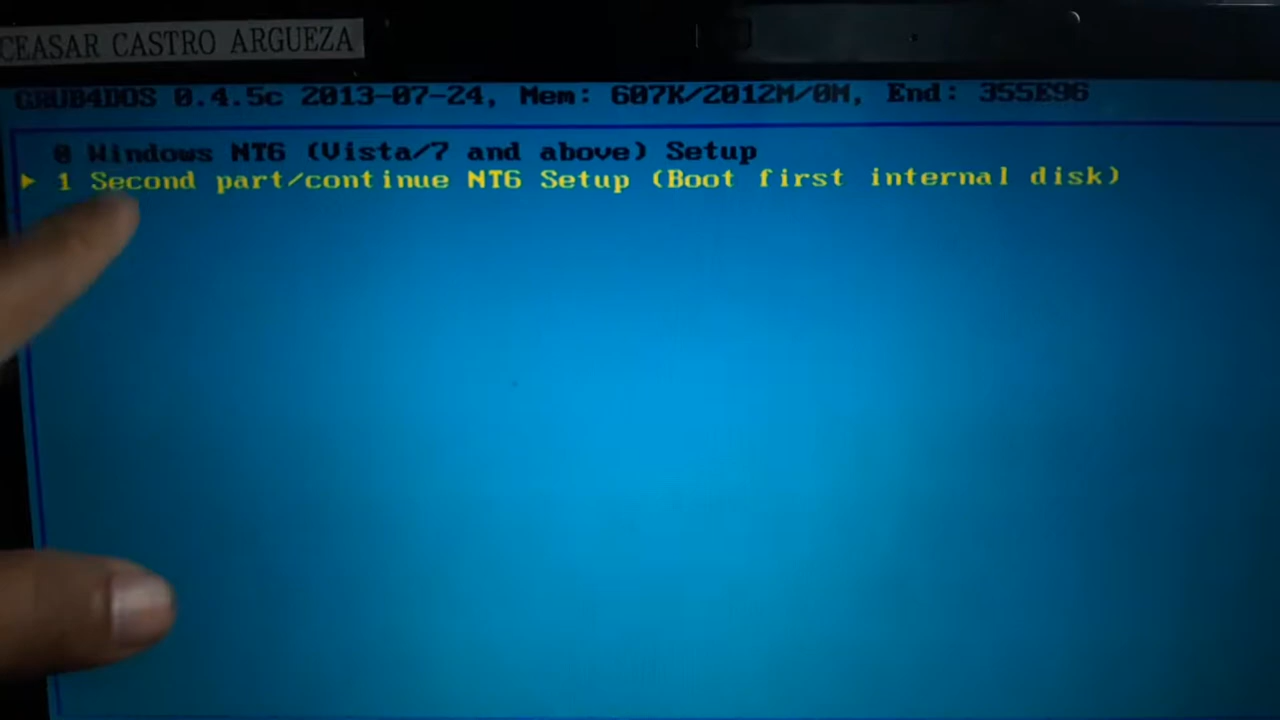 CEASAR CASTRO ARGUEZA
GRUB4DOS 0.4.5c 2013-07-24, Mem: 607K/2012M/0M, End: 355E96
0 Windows NT6 (Vista/7 and above) Setup
1 Second part/continue NT6 Setup (Boot first internal disk)